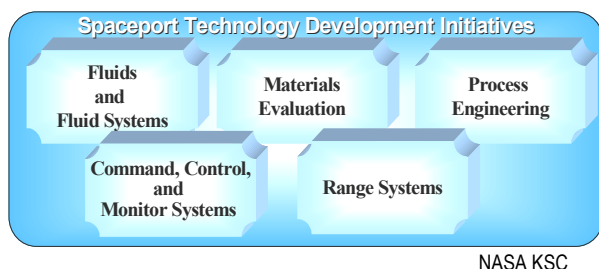 Spaceport Technology Development Initiatives
Fluids
and
Fluid Systems
Materials
Evaluation
Process
Engineering
Command, Control,
and
Monitor Systems
Range Systems
NASA KSC